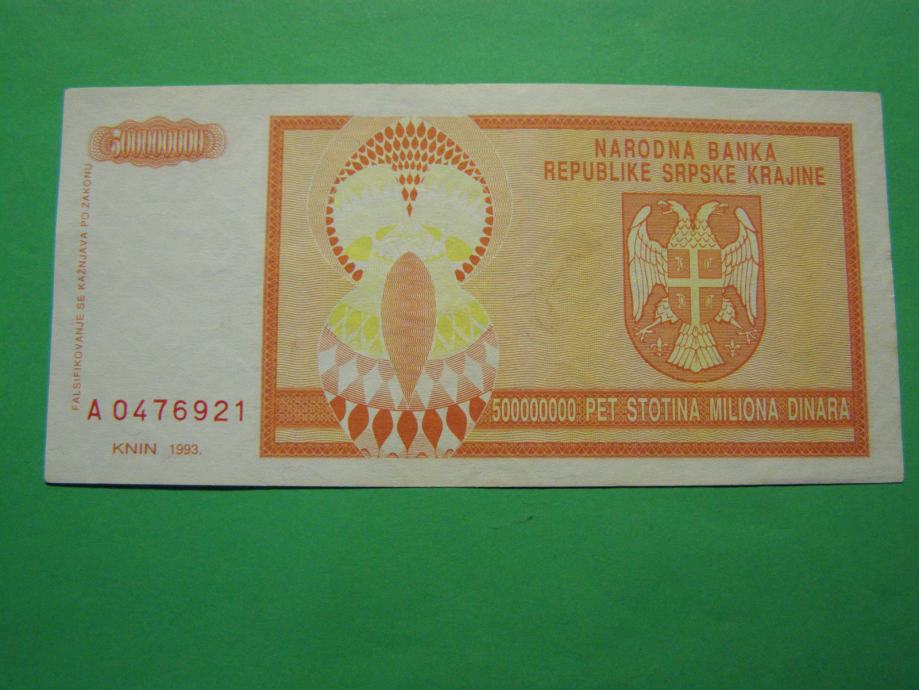 500000000
FALSIFIKOVANJE SE KAŽNJAVA PO ZAKONU
A 0476921
KNIN 1993.
NARODNA BANKA
REPUBLIKE SRPSKE KRAJINE
500000000 PET STOTINA MILIONA DINARA